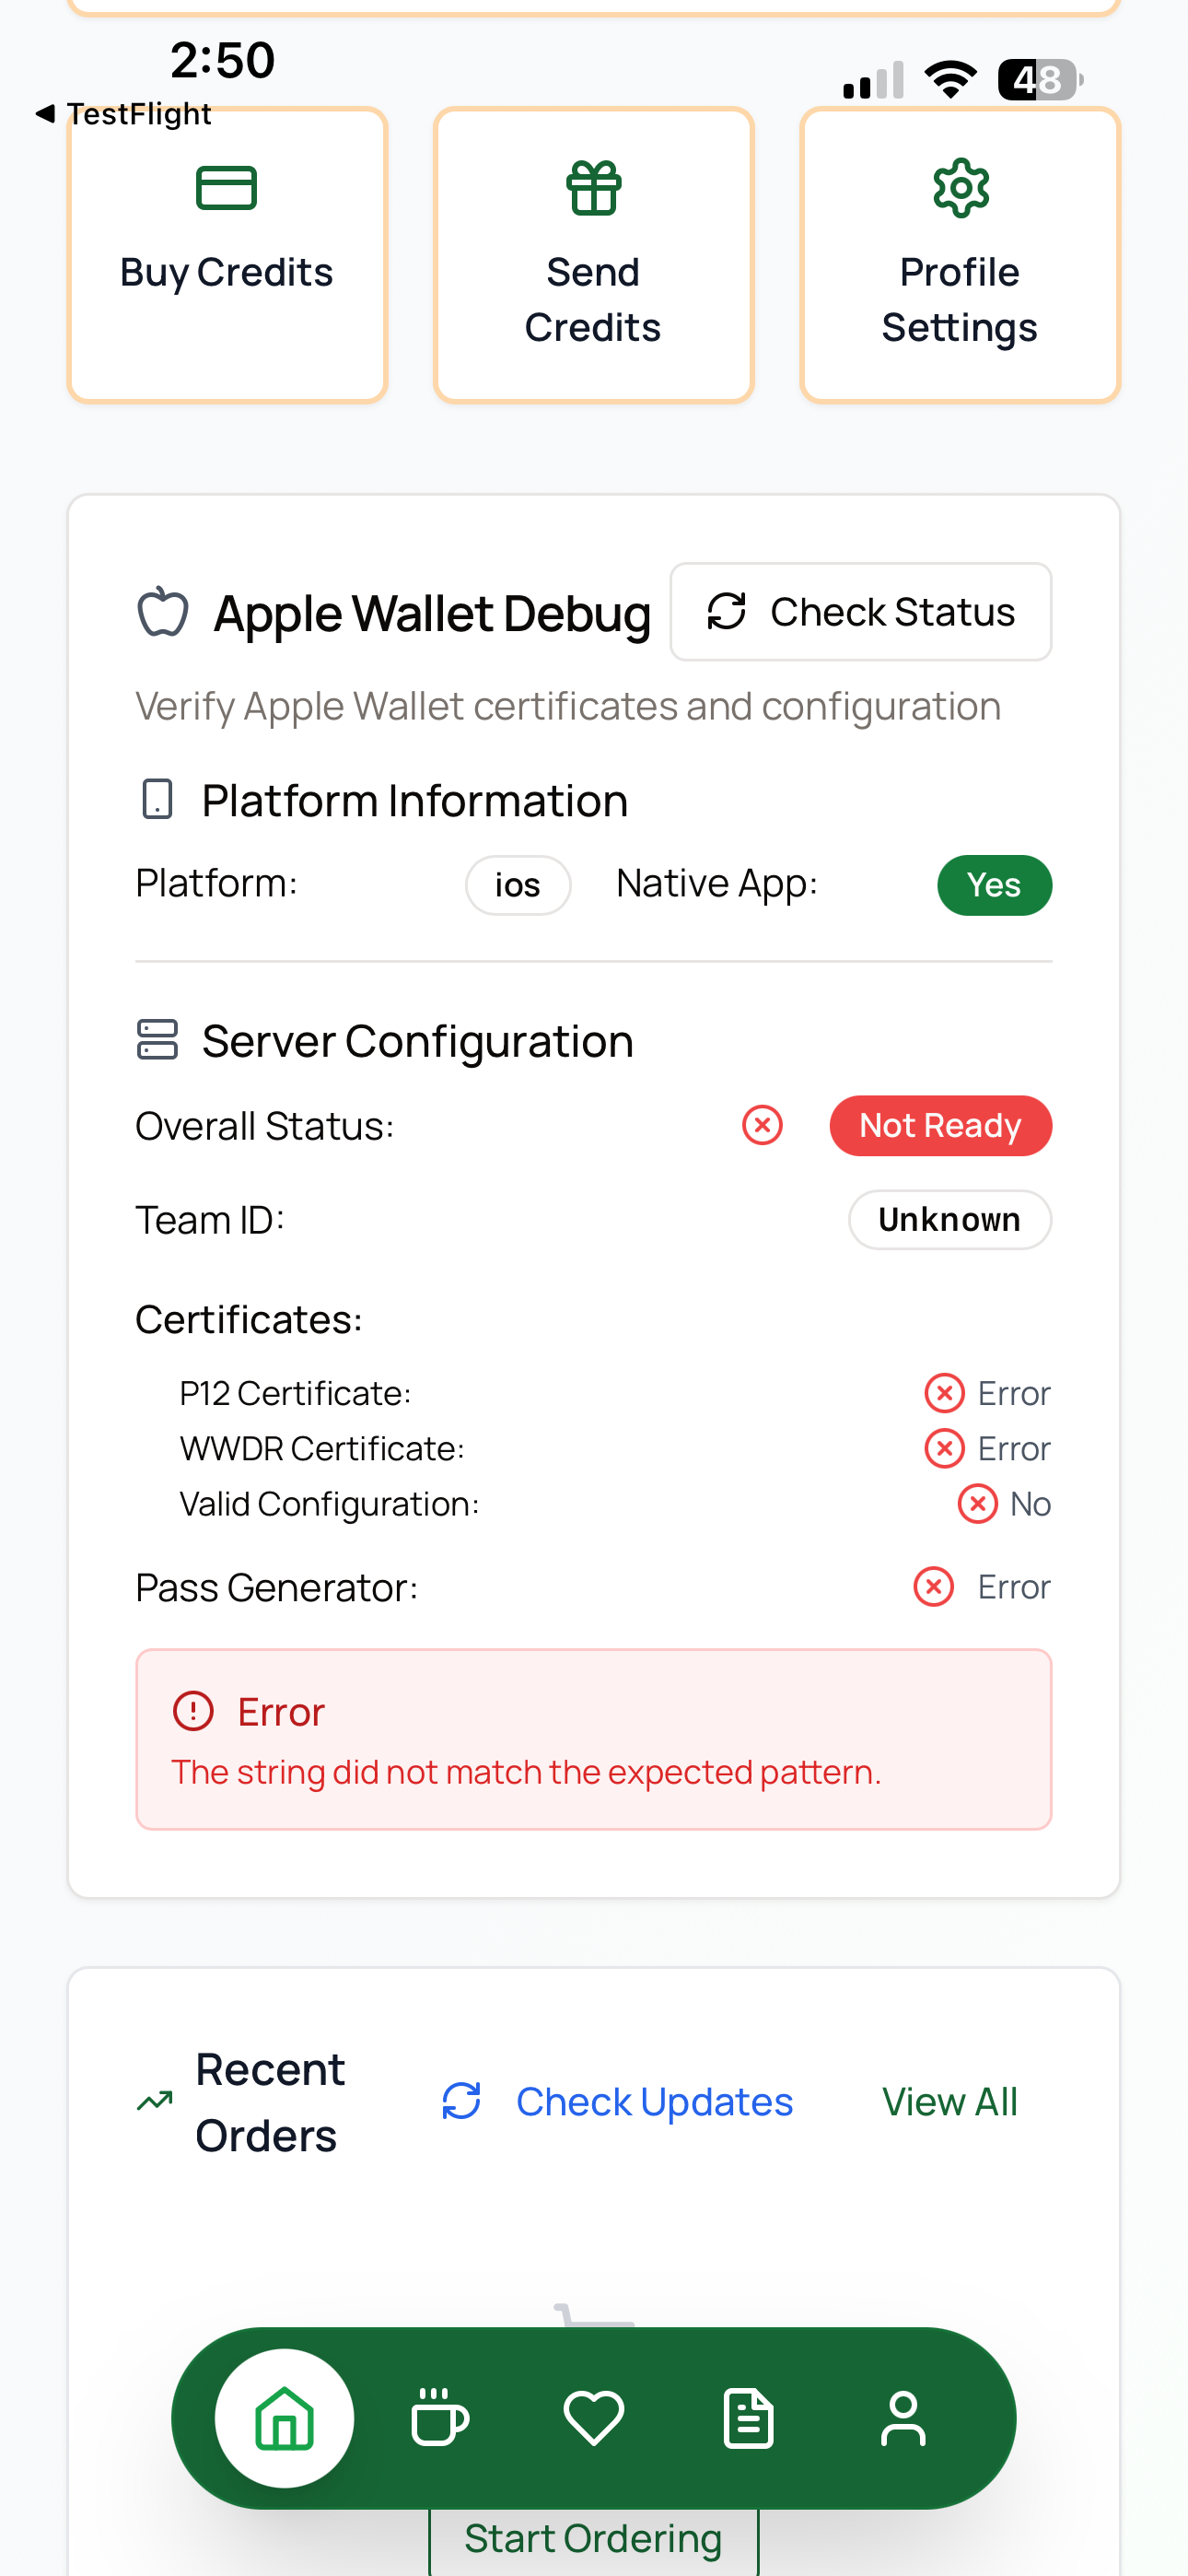 2:50
48
◀ TestFlight
Buy Credits
Send
Credits
Profile
Settings
Apple Wallet Debug
Check Status
Verify Apple Wallet certificates and configuration
Platform Information
Platform: ios Native App: Yes
Server Configuration
Overall Status: Not Ready
Team ID: Unknown
Certificates:
P12 Certificate: Error
WWDR Certificate: Error
Valid Configuration: No
Pass Generator: Error
Error
The string did not match the expected pattern.
Recent
Orders
Check Updates
View All
Start Ordering